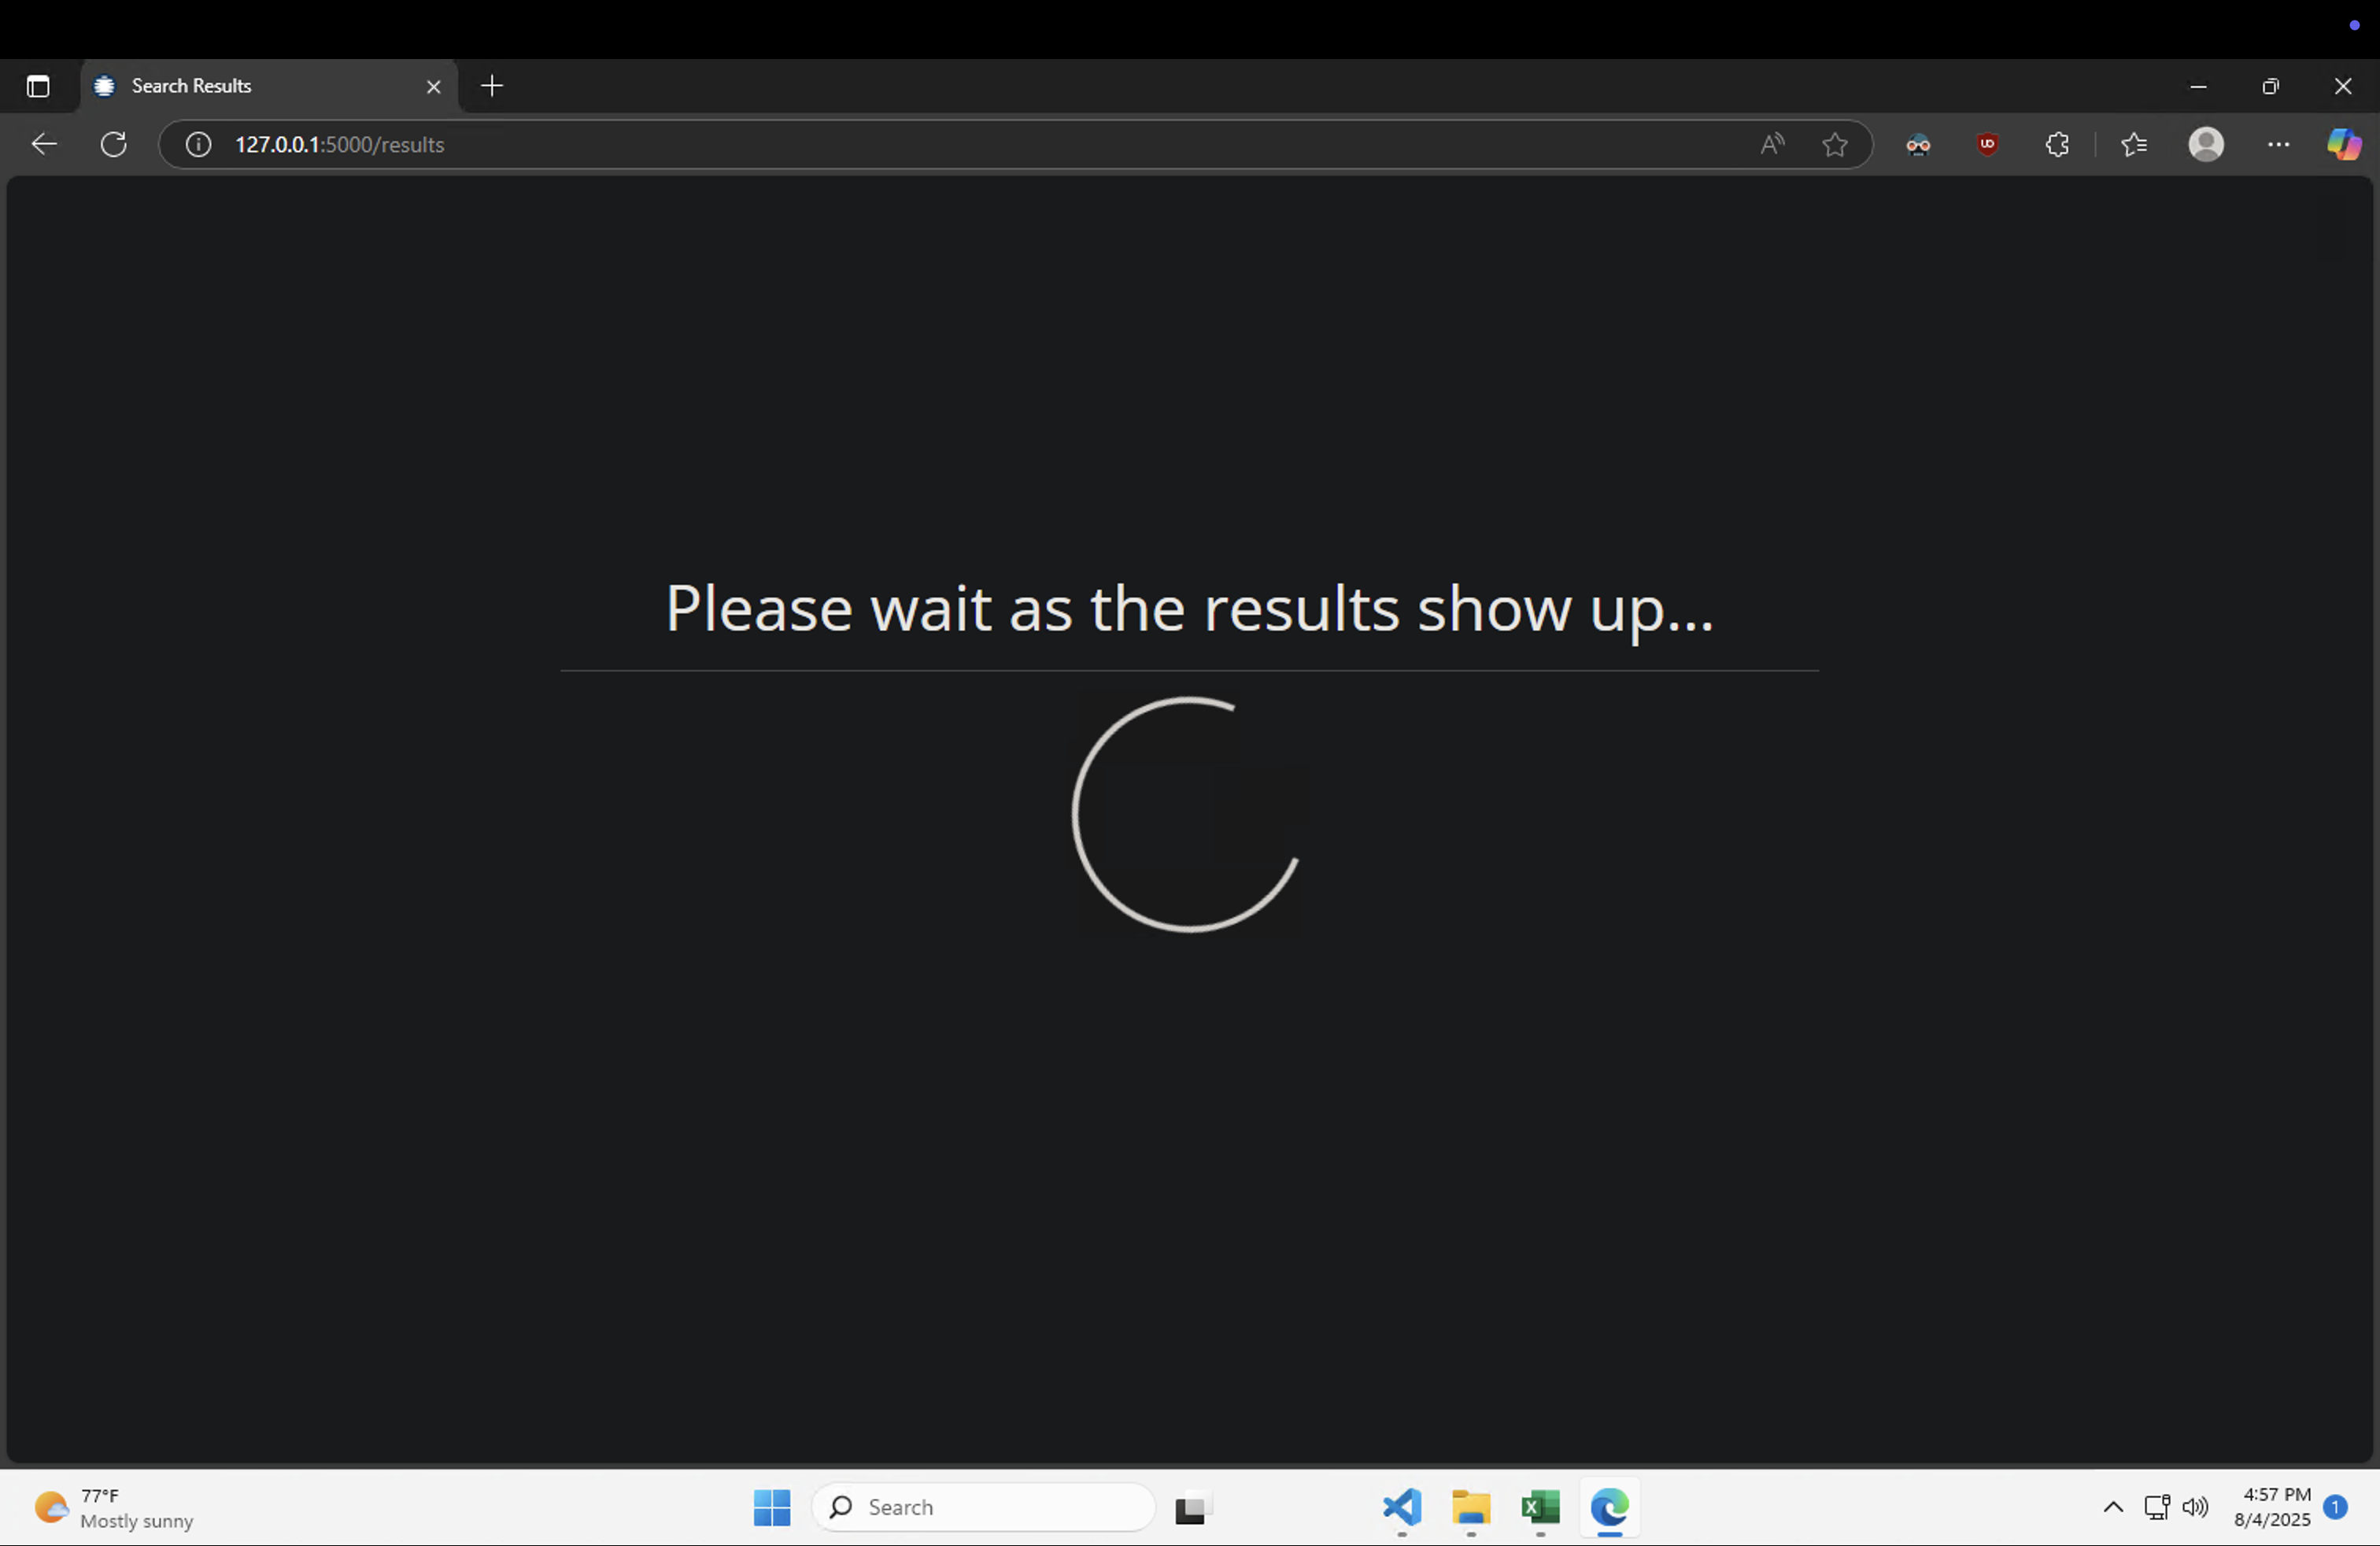 Search Results
127.0.0.1:5000/results
Please wait as the results show up...
77°F
Mostly sunny
Search
4:57 PM
8/4/2025
1